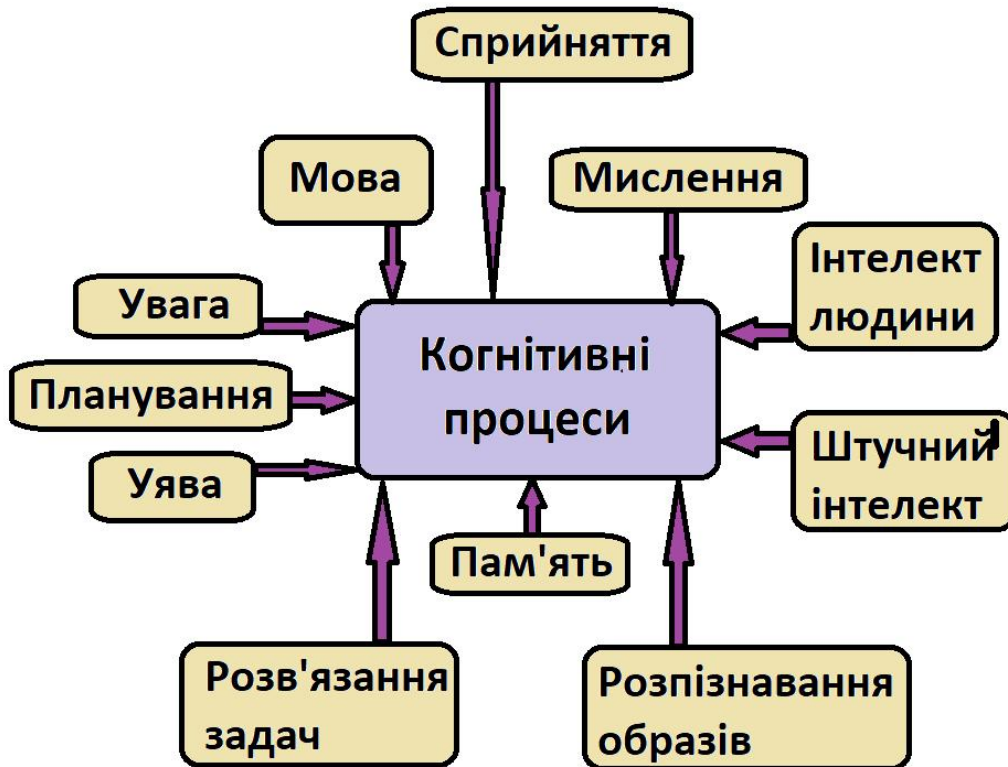 Сприйняття
Мова
Мислення
Інтелект
людини
Увага
Когнітивні
процеси
Планування
Штучний
інтелект
Уява
Пам'ять
Розв'язання
задач
Розпізнавання
образів